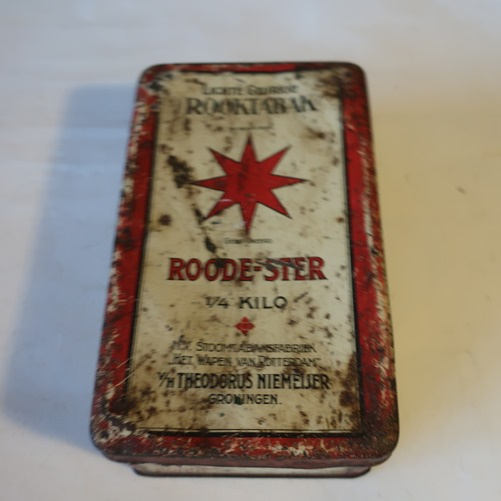 LICHTE GEURIGE
ROOKTABAK
ROODE-STER
1/4 KILO
STOOMTABAKSFABRIEK
"HET WAPEN VAN ROTTERDAM"
V/H THEODORUS NIEMEIJER
GRONINGEN.